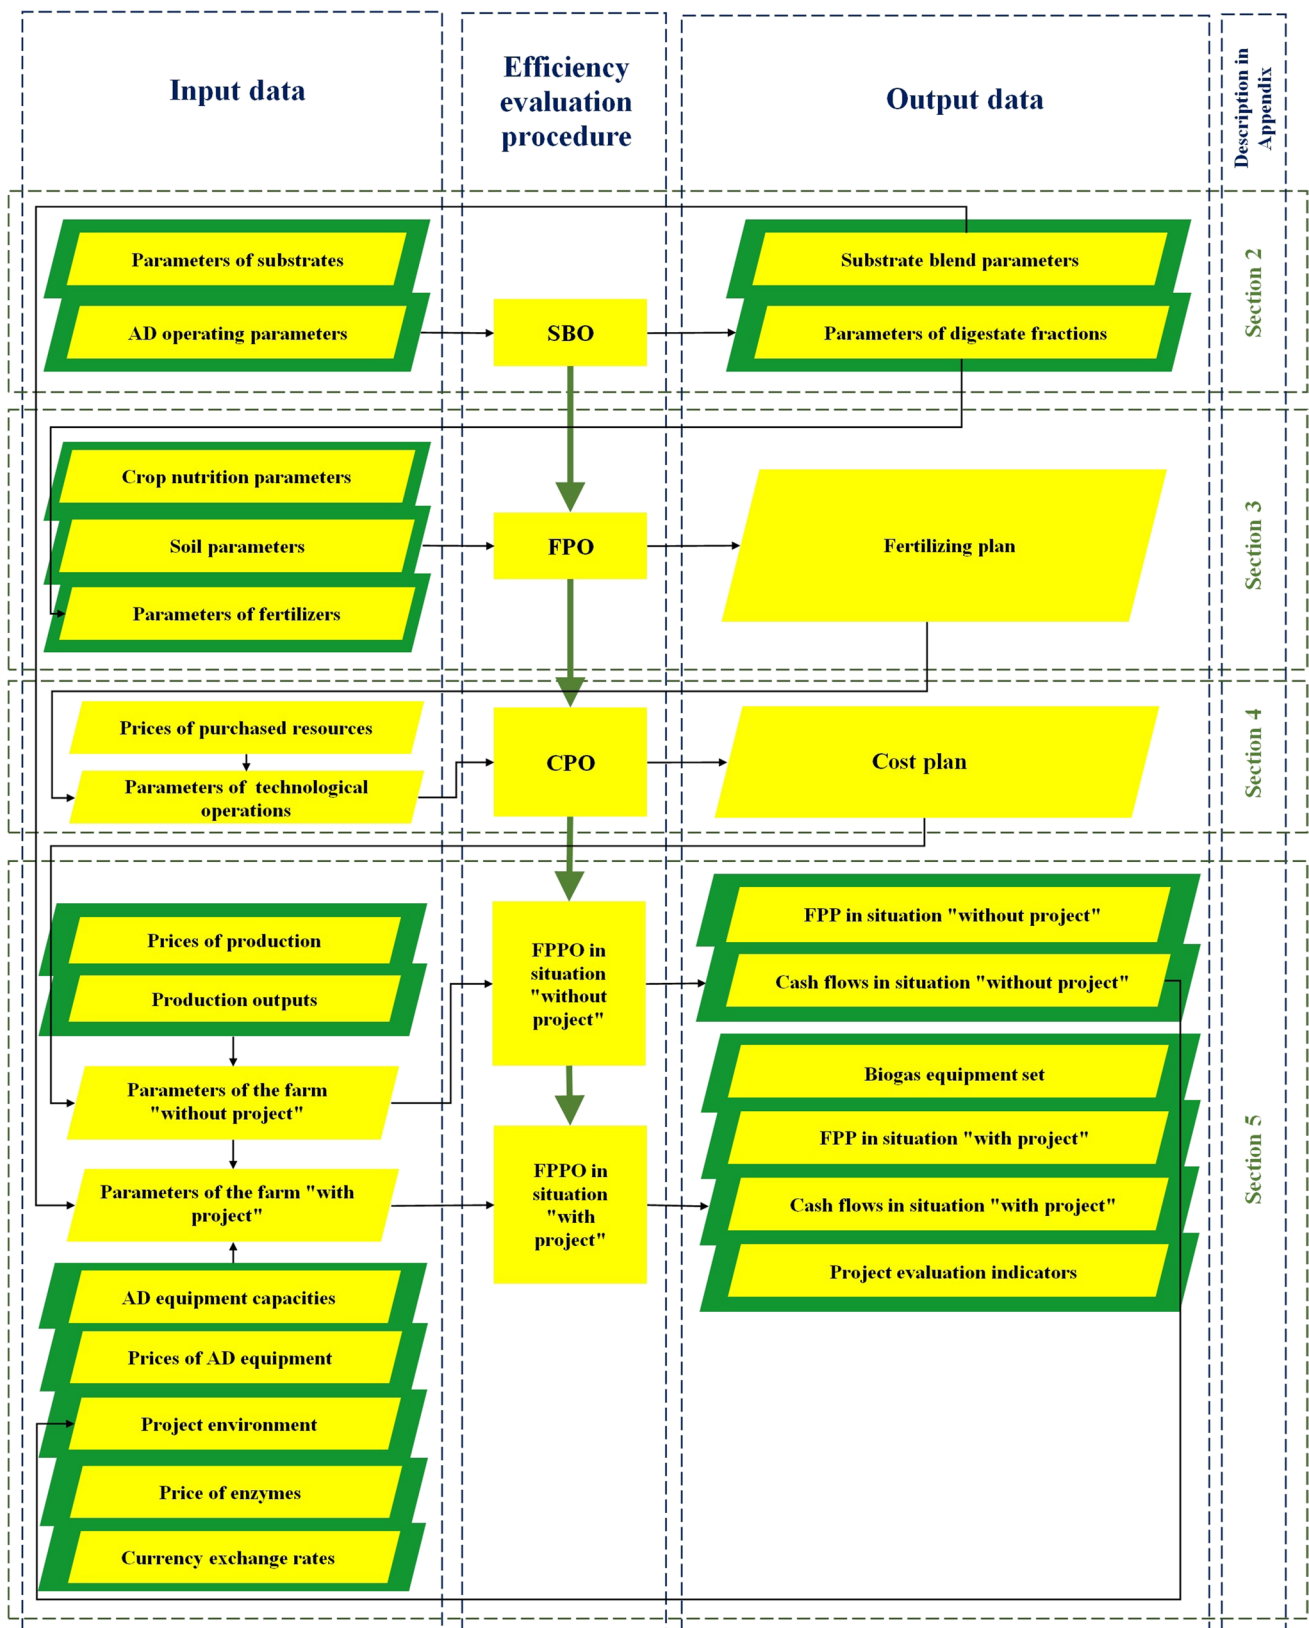 Input data
Efficiency
evaluation
procedure
Output data
Description in
Appendix
Parameters of substrates
AD operating parameters
SBO
Substrate blend parameters
Parameters of digestate fractions
Section 2
Crop nutrition parameters
Soil parameters
Parameters of fertilizers
FPO
Fertilizing plan
Section 3
Prices of purchased resources
Parameters of technological
operations
CPO
Cost plan
Section 4
Prices of production
Production outputs
Parameters of the farm
"without project"
Parameters of the farm "with
project"
AD equipment capacities
Prices of AD equipment
Project environment
Price of enzymes
Currency exchange rates
FPPO in
situation
"without
project"
FPPO in
situation
"with
project"
FPP in situation "without project"
Cash flows in situation "without project"
Biogas equipment set
FPP in situation "with project"
Cash flows in situation "with project"
Project evaluation indicators
Section 5